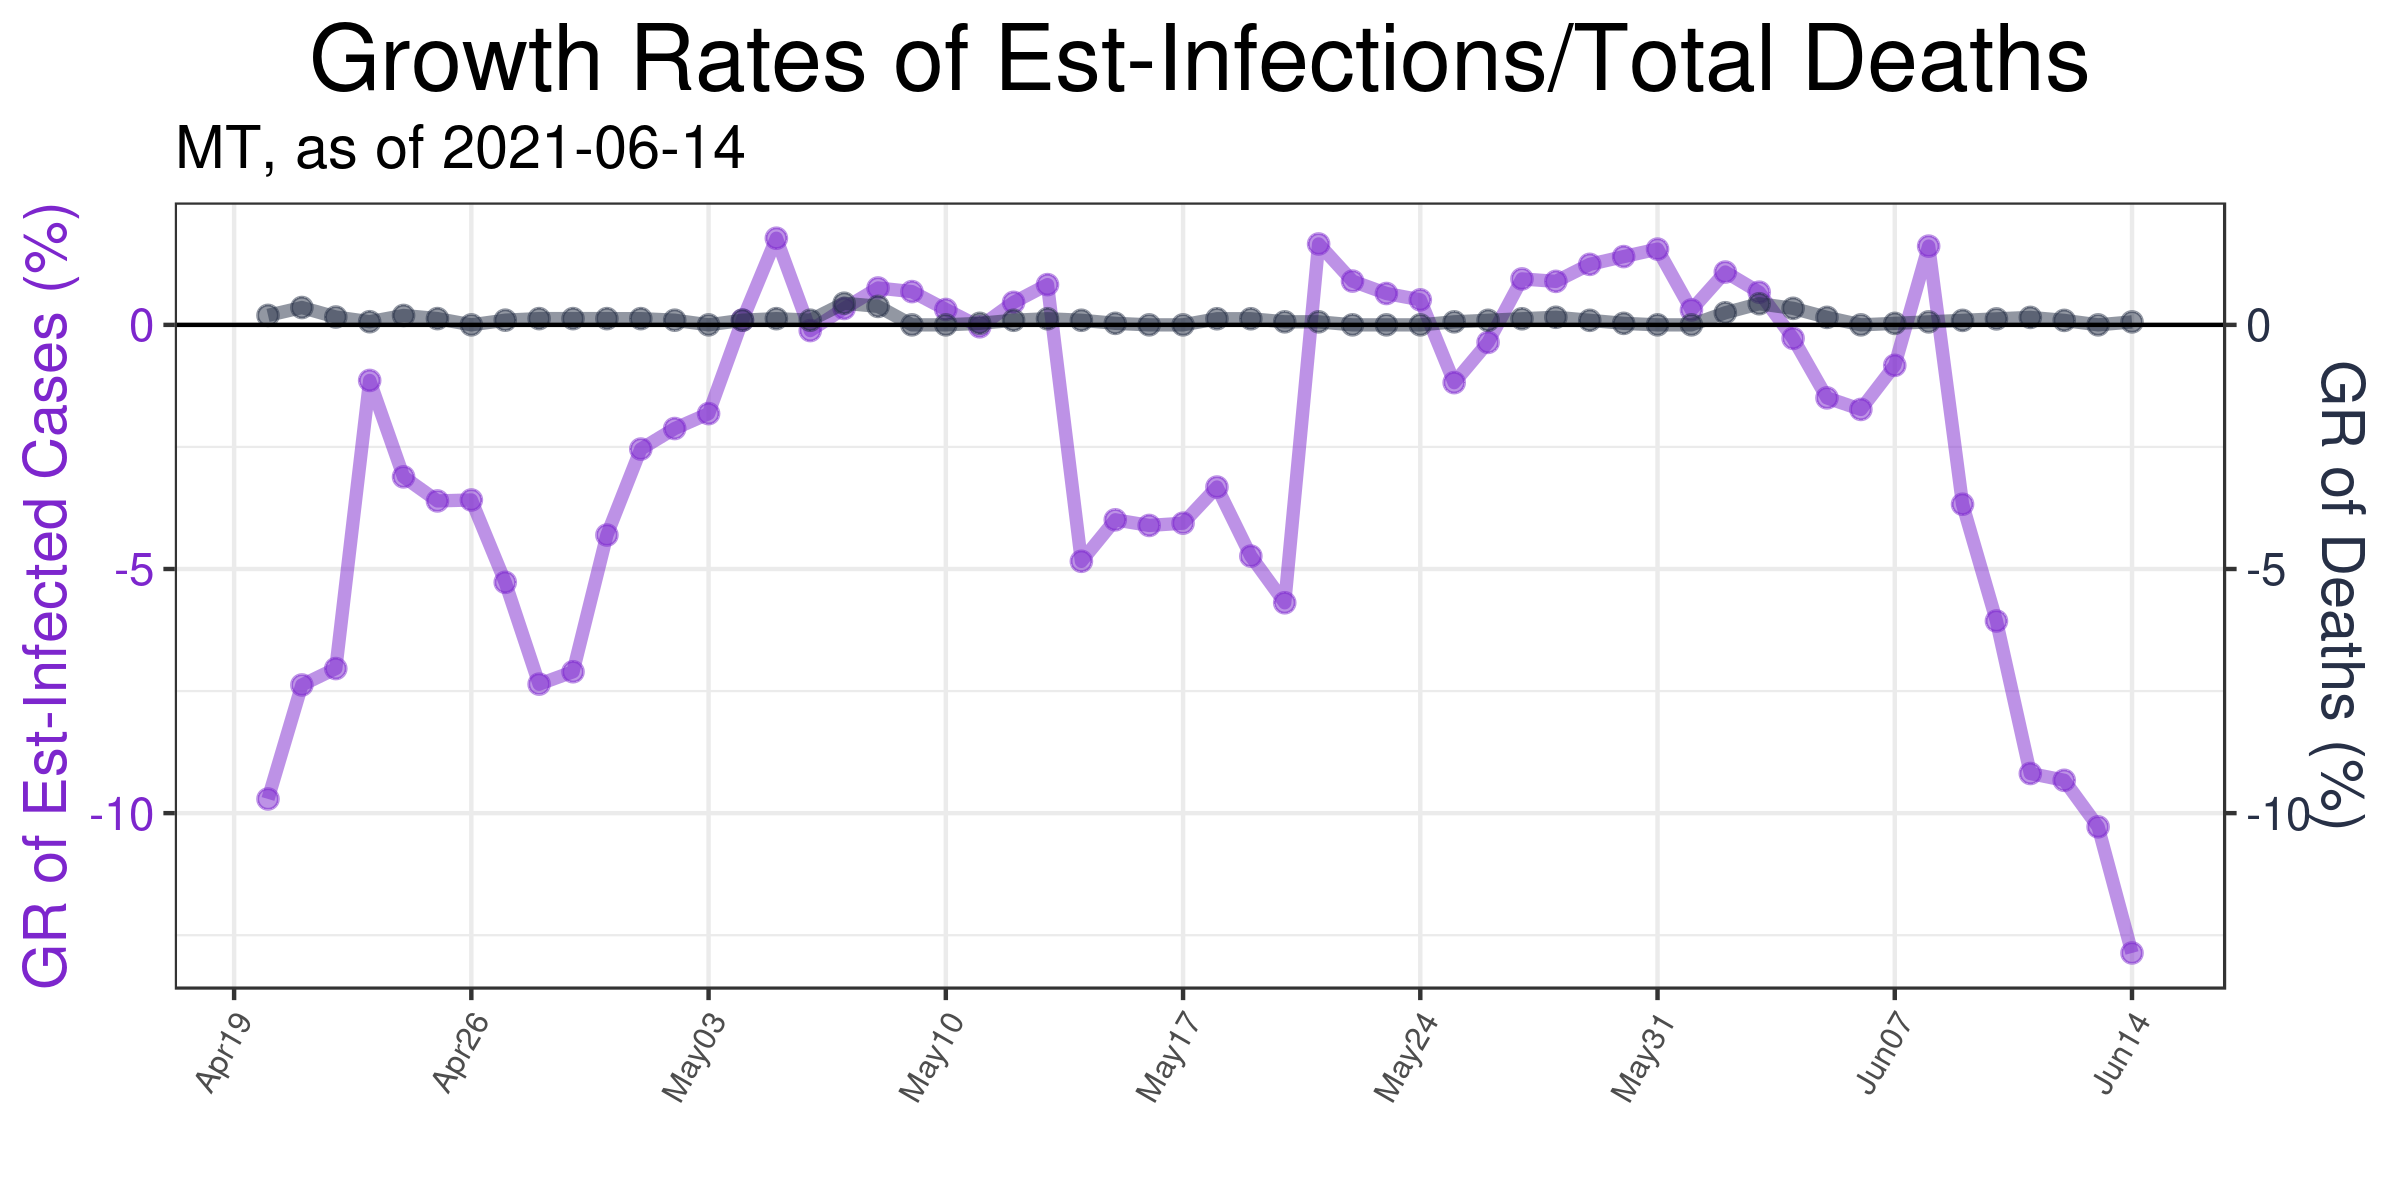 Growth Rates of Est-Infections/Total Deaths
MT, as of 2021-06-14
GR of Est-Infected Cases (%)
0
-5
-10
0
-5
-10
GR of Deaths (%)
Apr19
Apr26
May03
May10
May17
May24
May31
Jun07
Jun14